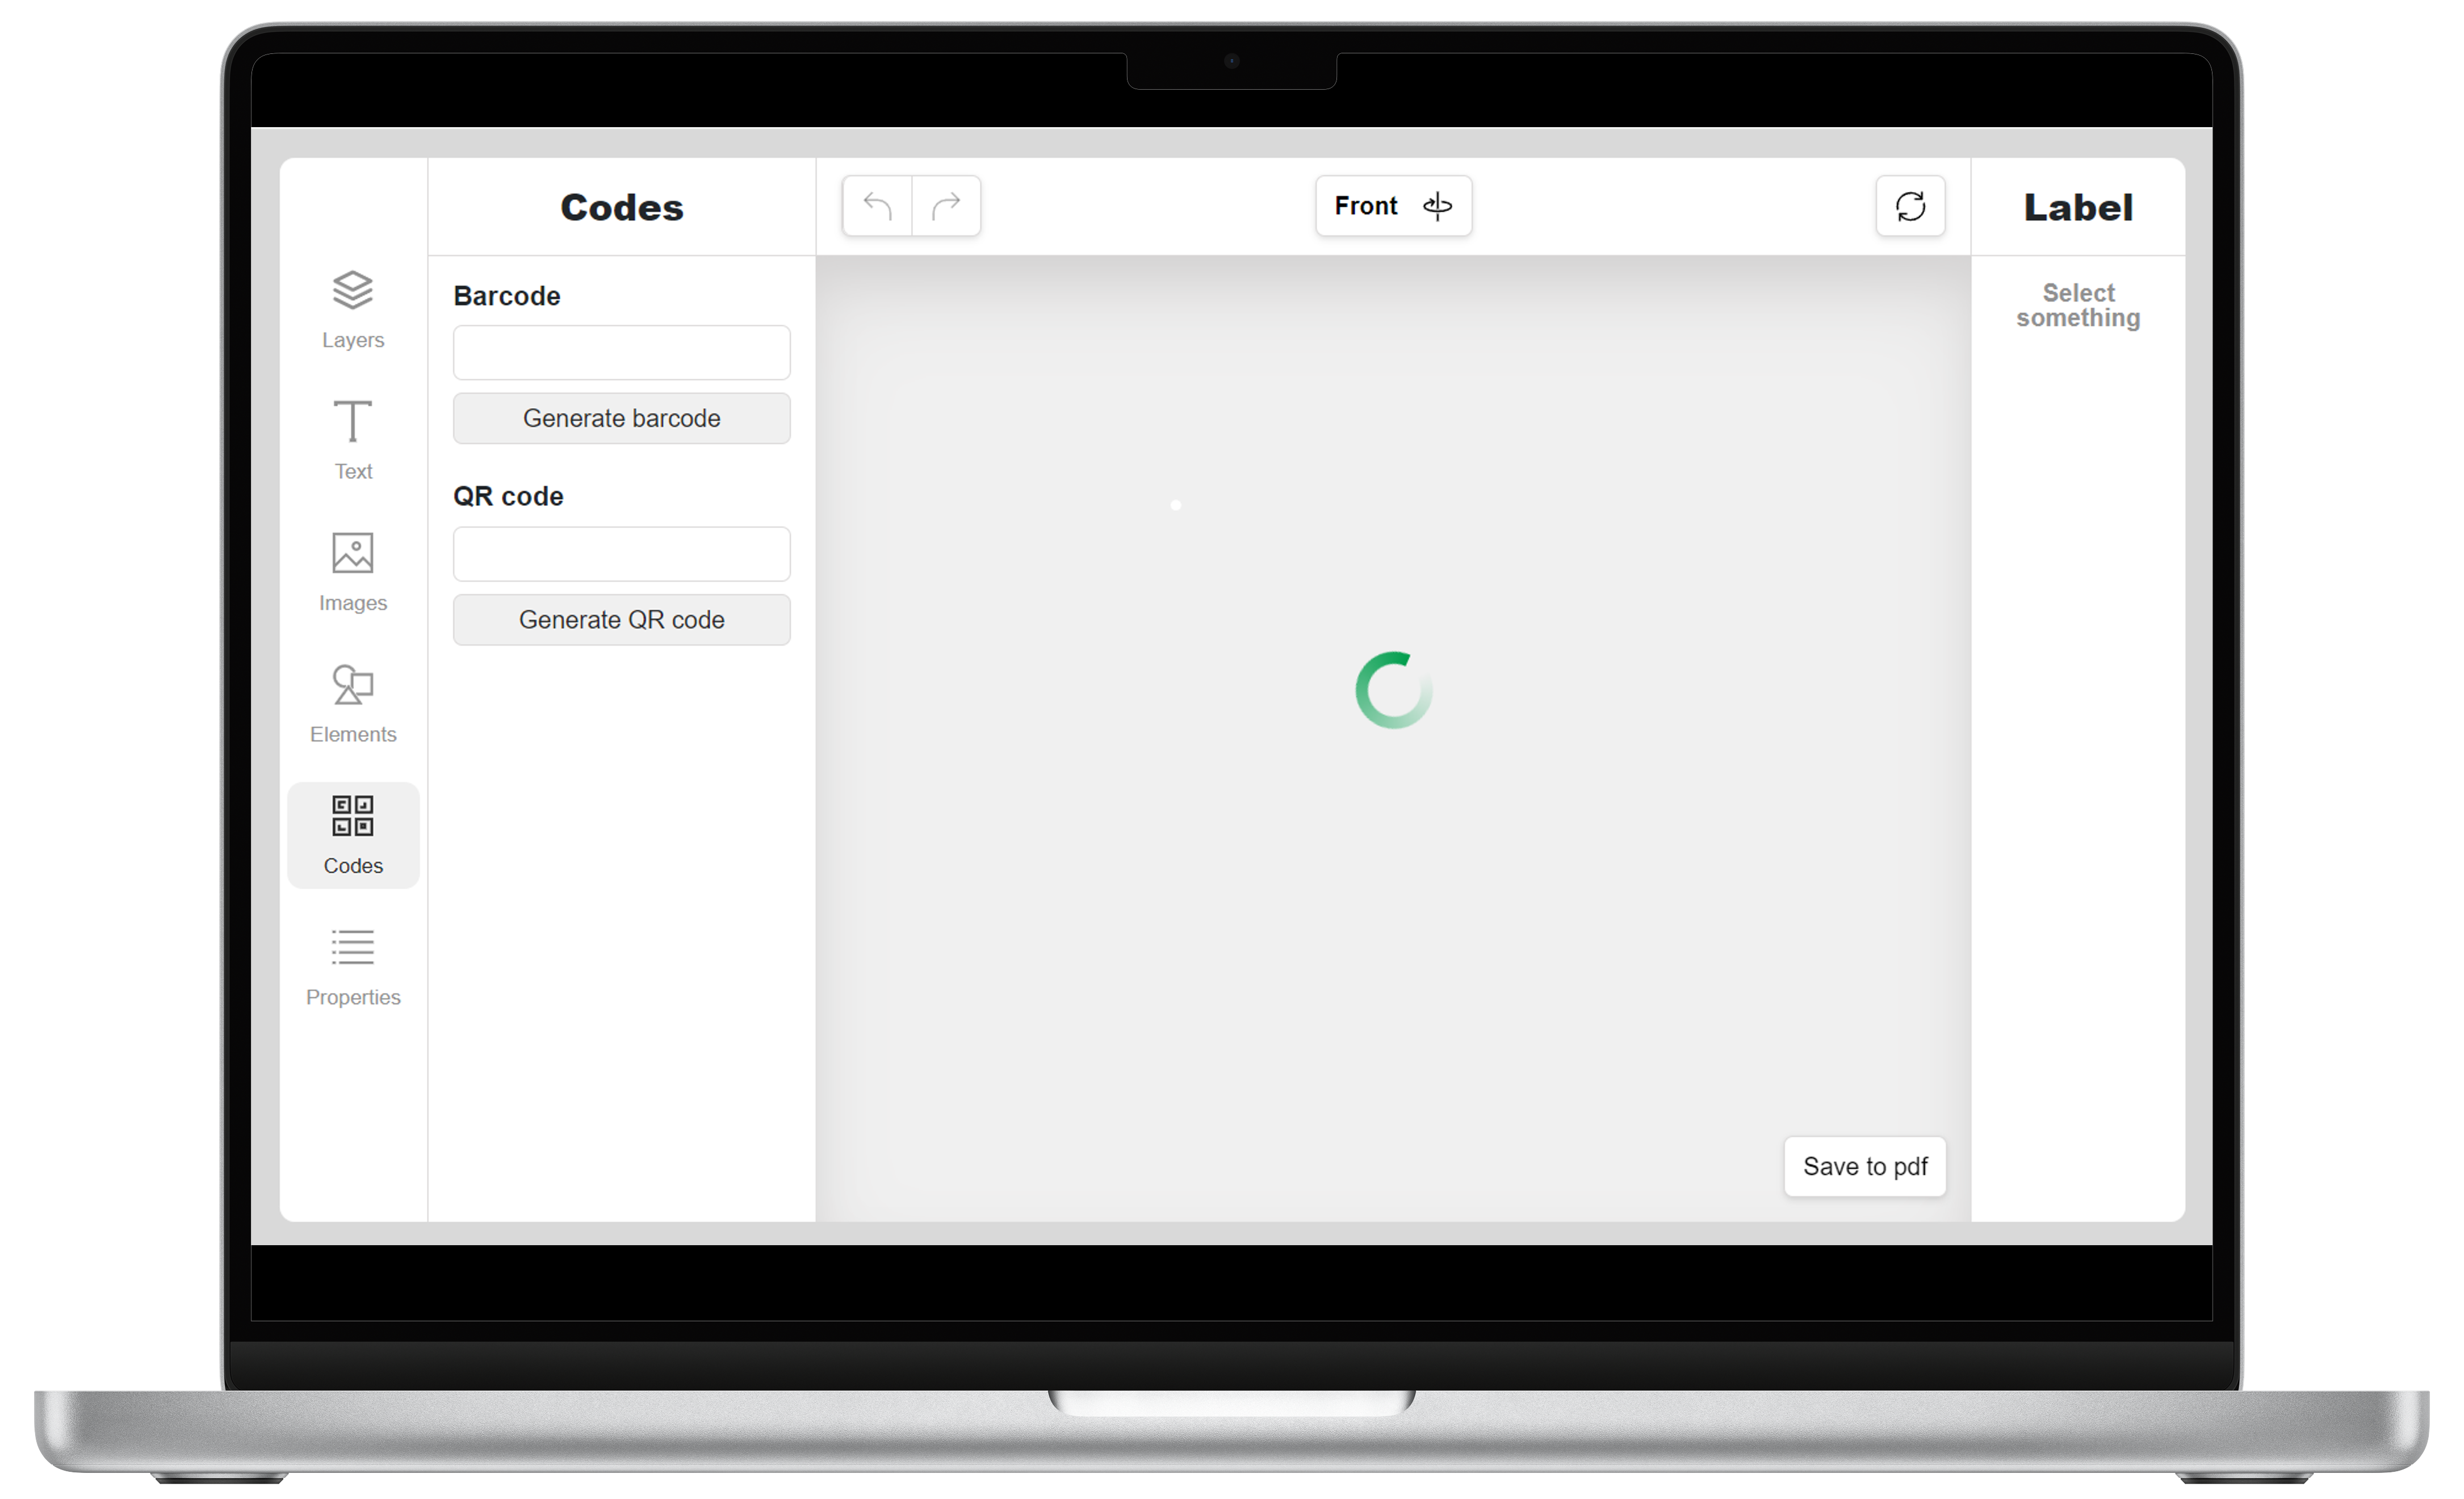 Layers
Text
Images
Elements
Codes
Properties
Codes
Barcode
Generate barcode
QR code
Generate QR code
Front
Save to pdf
Label
Select
something